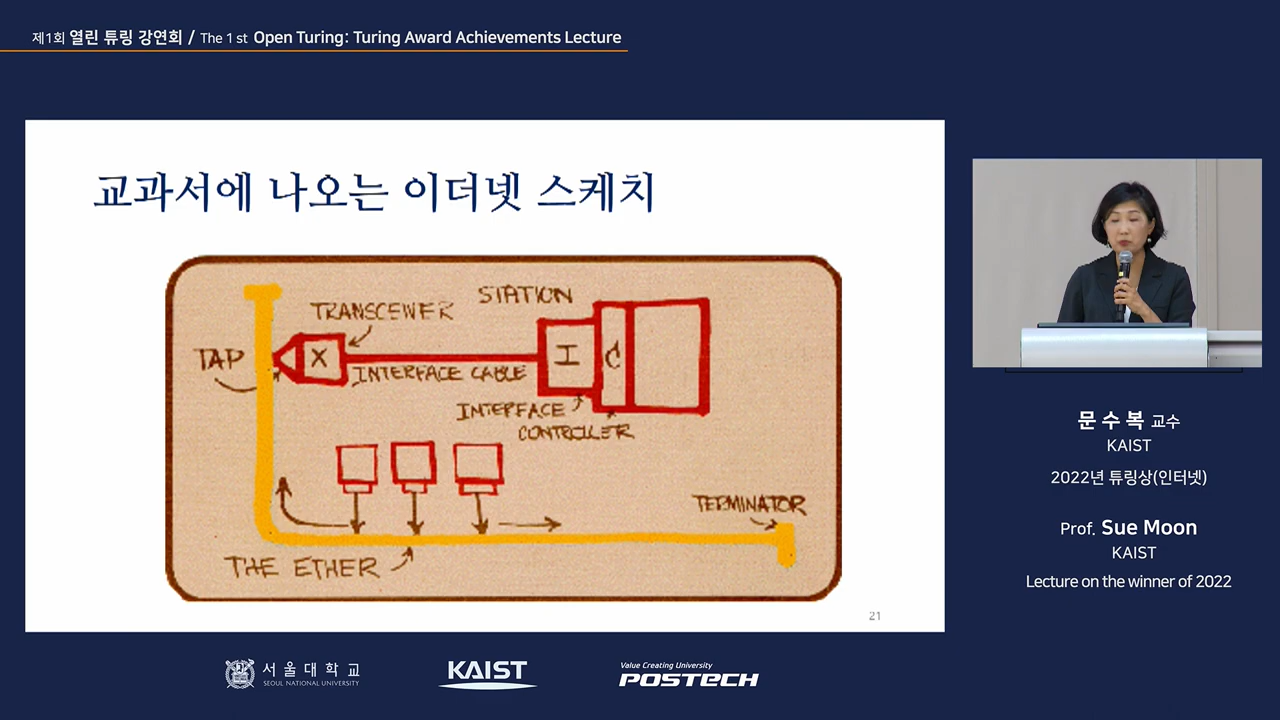 제1회 열린 튜링 강연회 / The 1 st Open Turing: Turing Award Achievements Lecture
교과서에 나오는 이더넷 스케치
STATION
TRANSCEIVER
TAP
X
I
C
INTERFACE CABLE
INTERFACE
CONTROLLER
TERMINATOR
THE ETHER
21
문수복 교수
KAIST
2022년 튜링상(인터넷)
Prof. Sue Moon
KAIST
Lecture on the winner of 2022
서울대학교
SEOUL NATIONAL UNIVERSITY
KAIST
Value Creating University
POSTECH